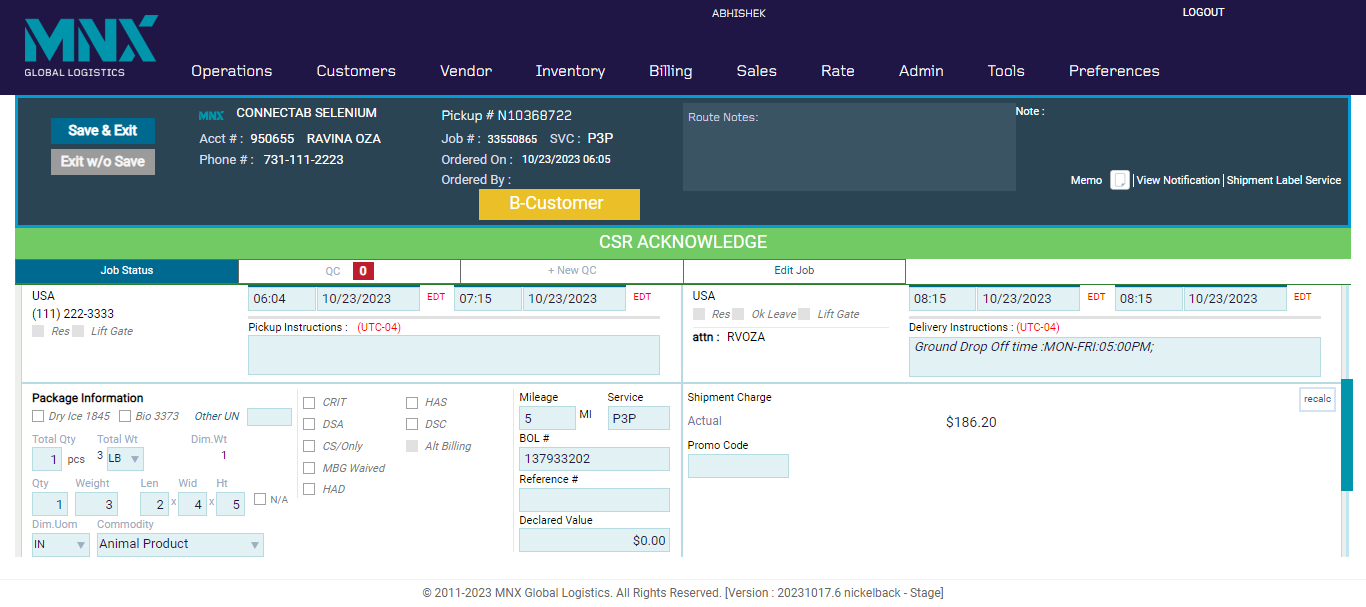 ABHISHEK LOGOUT
MNX
GLOBAL LOGISTICS
Operations Customers Vendor Inventory Billing Sales Rate Admin Tools Preferences
Save & Exit
Exit w/o Save
MNX CONNECTAB SELENIUM
Acct # : 950655 RAVINA OZA
Phone # : 731-111-2223
Pickup # N10368722
Job # : 33550865 SVC : P3P
Ordered On : 10/23/2023 06:05
Ordered By :
B-Customer
Route Notes:
Note :
Memo | View Notification | Shipment Label Service
CSR ACKNOWLEDGE
Job Status QC 0 + New QC Edit Job
USA
(111) 222-3333
Res Lift Gate
06:04 10/23/2023 EDT 07:15 10/23/2023 EDT
Pickup Instructions : (UTC-04)
USA
Res Ok Leave Lift Gate
attn : RVOZA
08:15 10/23/2023 EDT 08:15 10/23/2023 EDT
Delivery Instructions : (UTC-04)
Ground Drop Off time :MON-FRI:05:00PM;
Package Information
Dry Ice 1845 Bio 3373 Other UN
Total Qty Total Wt Dim.Wt
1 pcs 3 LB 1
Qty Weight Len Wid Ht
1 3 2 x 4 x 5 N/A
Dim.Uom Commodity
IN Animal Product
CRIT HAS
DSA DSC
CS/Only Alt Billing
MBG Waived
HAD
Mileage Service
5 MI P3P
BOL #
137933202
Reference #
Declared Value
$0.00
Shipment Charge recalc
Actual $186.20
Promo Code
© 2011-2023 MNX Global Logistics. All Rights Reserved. [Version : 20231017.6 nickelback - Stage]